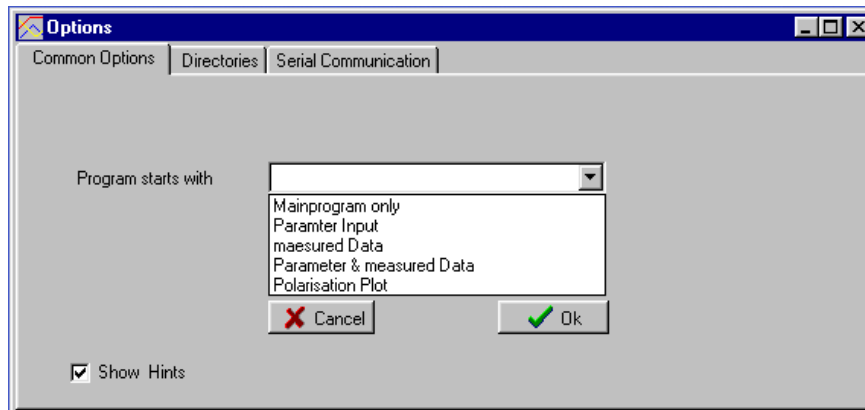 Options
Common Options Directories Serial Communication
Program starts with
Mainprogram only
Paramter Input
maesured Data
Parameter & measured Data
Polarisation Plot
Cancel Ok
Show Hints